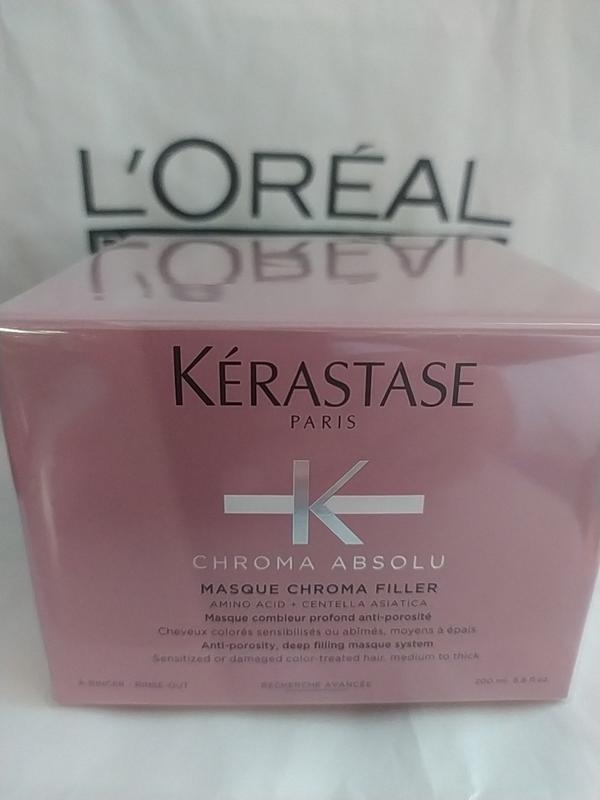 L'ORÉAL
L'ORÉAL
KÉRASTASE
PARIS
K
CHROMA ABSOLU
MASQUE CHROMA FILLER
AMINO ACID + CENTELLA ASIATICA
Masque combleur profond anti-porosité
Cheveux colorés sensibilisés ou abîmés, moyens à épais
Anti-porosity, deep filling masque system
Sensitized or damaged color-treated hair, medium to thick
À RINCER - RINSE-OUT RECHERCHE AVANCÉE 200 ml. 6.8 fl.oz.